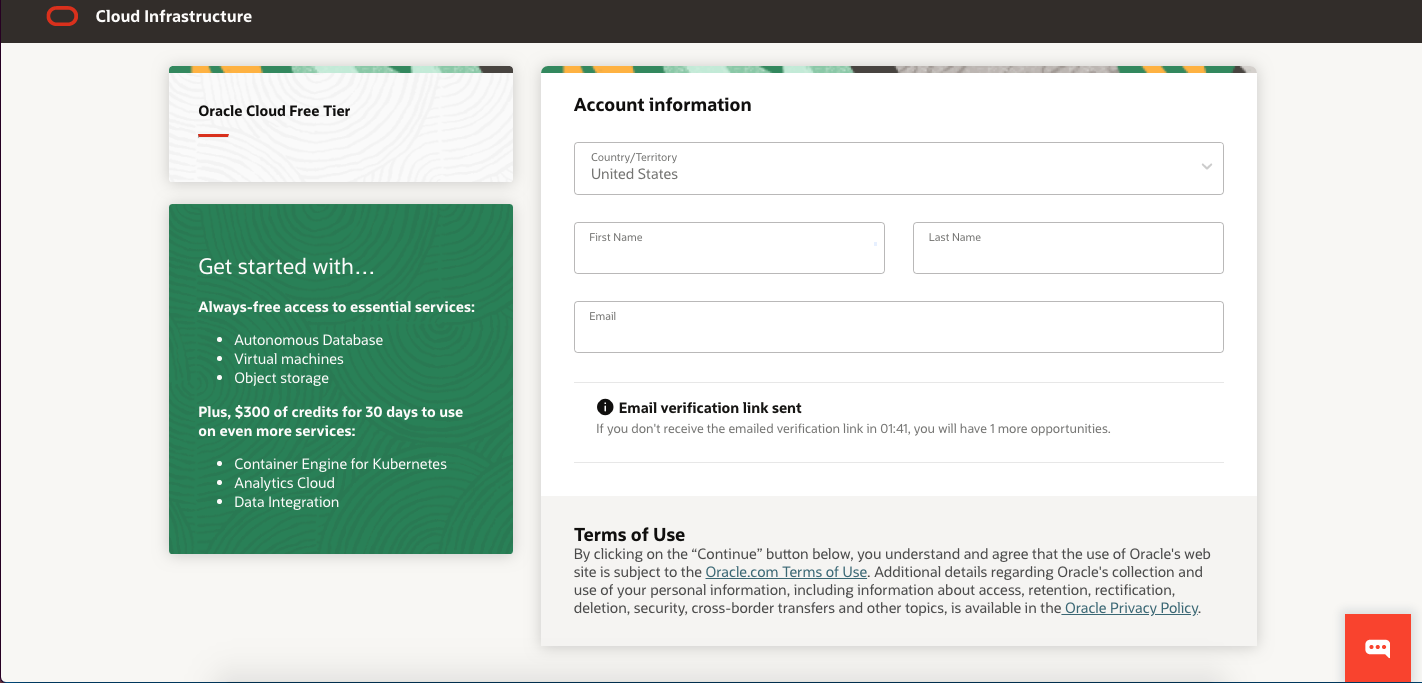 Cloud Infrastructure
Oracle Cloud Free Tier
Get started with...
Always-free access to essential services:
Autonomous Database
Virtual machines
Object storage
Plus, $300 of credits for 30 days to use
on even more services:
Container Engine for Kubernetes
Analytics Cloud
Data Integration
Account information
Country/Territory
United States
First Name
Last Name
Email
Email verification link sent
If you don't receive the emailed verification link in 01:41, you will have 1 more opportunities.
Terms of Use
By clicking on the “Continue” button below, you understand and agree that the use of Oracle's web
site is subject to the Oracle.com Terms of Use. Additional details regarding Oracle's collection and
use of your personal information, including information about access, retention, rectification,
deletion, security, cross-border transfers and other topics, is available in the Oracle Privacy Policy.